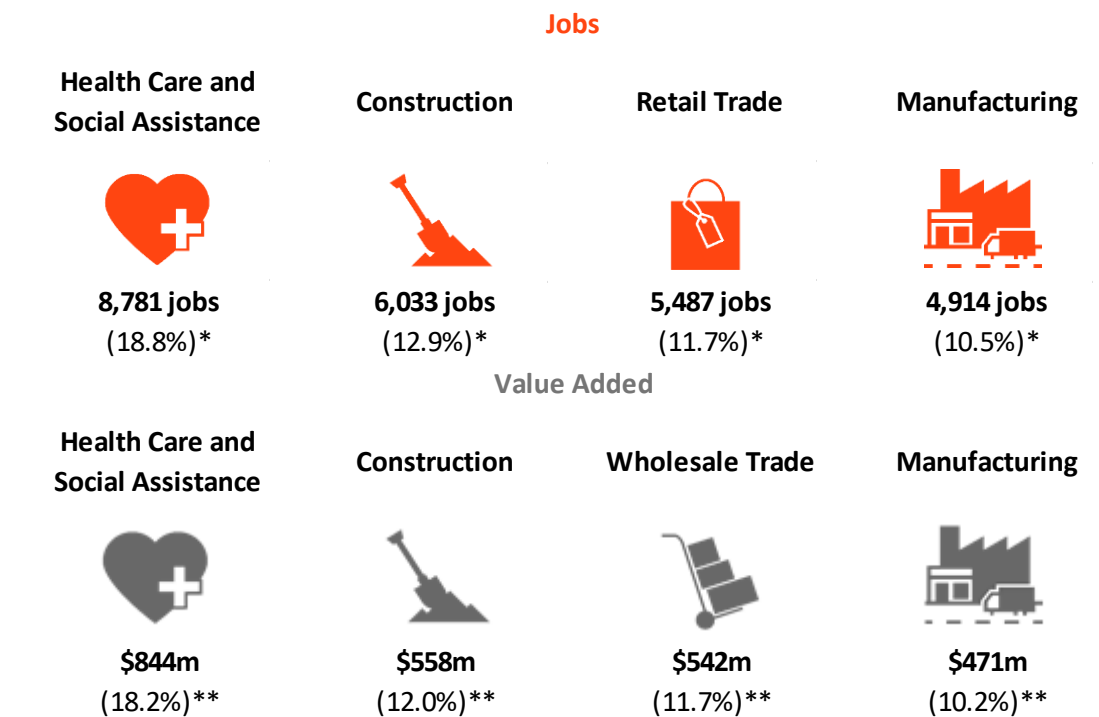 Jobs
Health Care and
Social Assistance
Construction
Retail Trade
Manufacturing
8,781 jobs
(18.8%)*
6,033 jobs
(12.9%)*
5,487 jobs
(11.7%)*
4,914 jobs
(10.5%)*
Value Added
Health Care and
Social Assistance
Construction
Wholesale Trade
Manufacturing
$844m
(18.2%)**
$558m
(12.0%)**
$542m
(11.7%)**
$471m
(10.2%)**